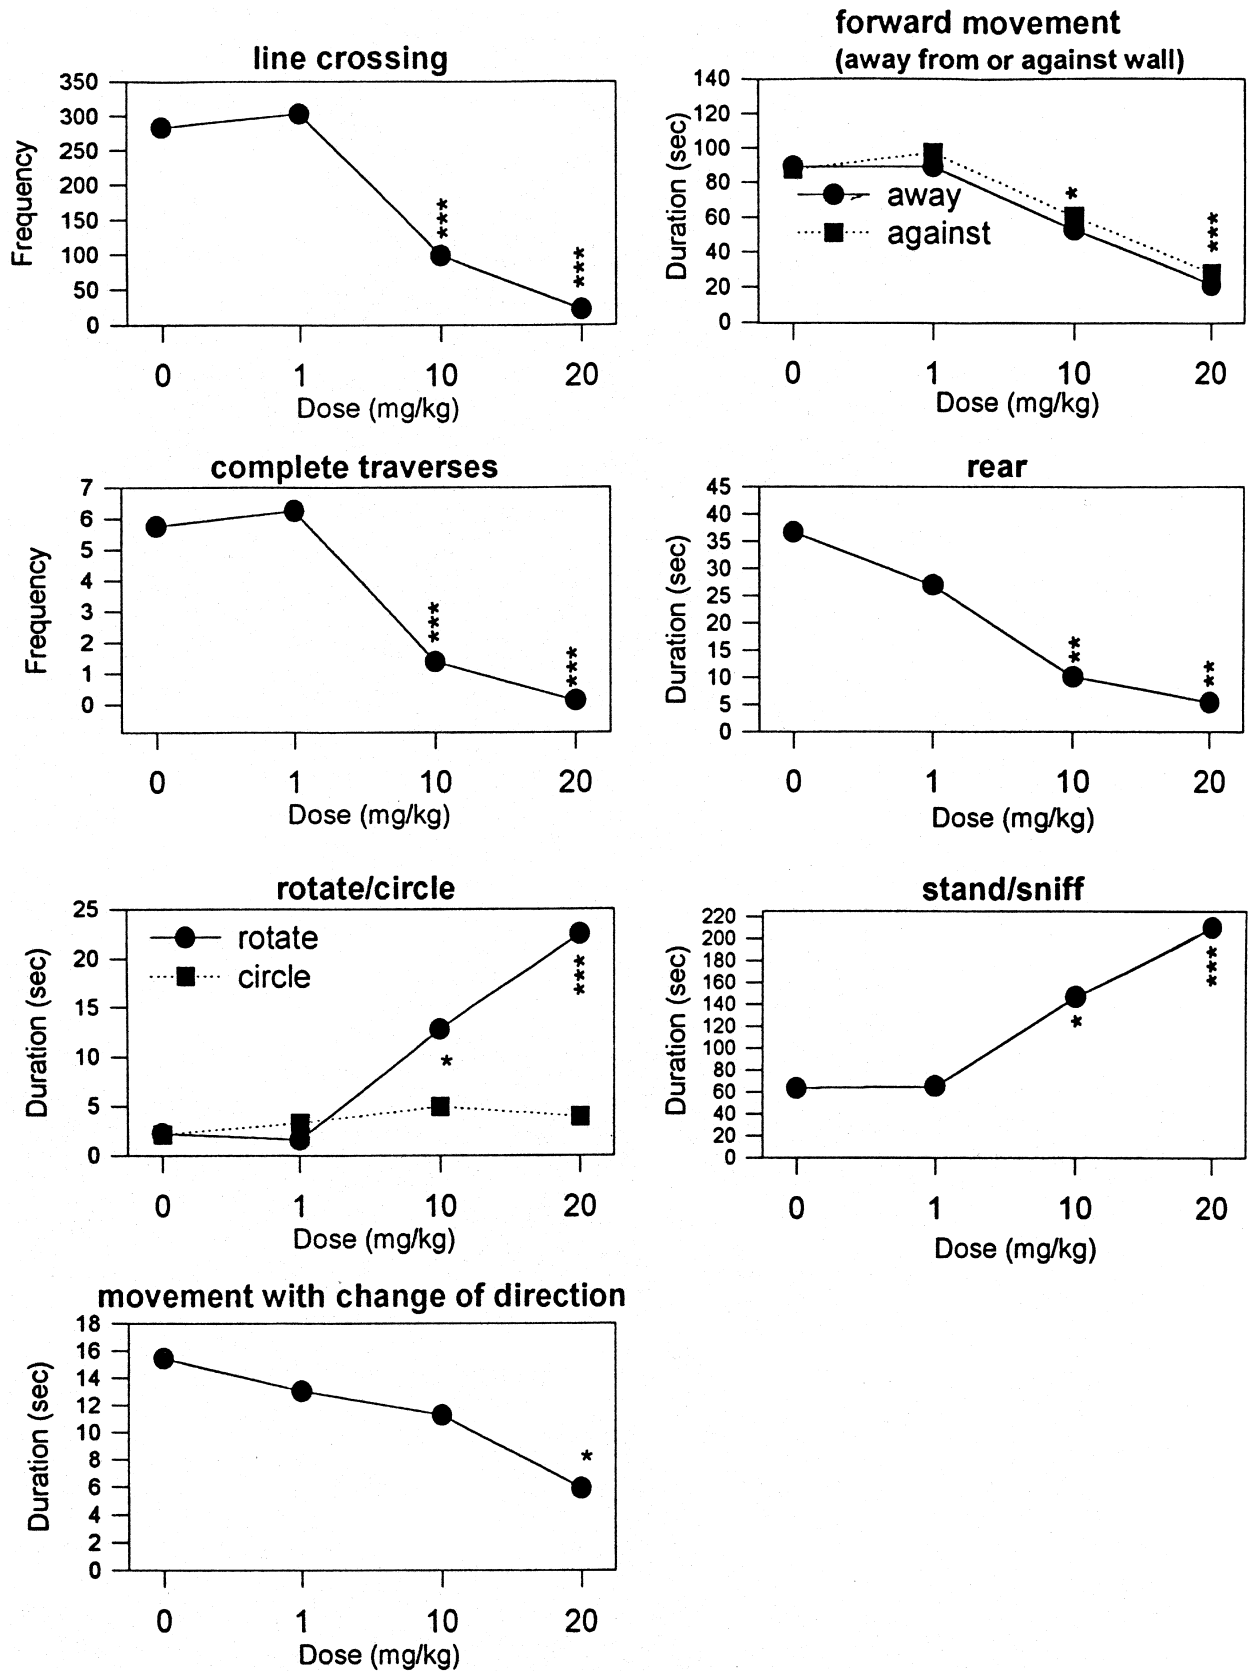 line crossing
350
300
250
200
150
100
50
0
Frequency
***
***
0 1 10 20
Dose (mg/kg)
forward movement
(away from or against wall)
140
120
100
80
60
40
20
0
Duration (sec)
away
against
*
***
0 1 10 20
Dose (mg/kg)
complete traverses
7
6
5
4
3
2
1
0
Frequency
***
***
0 1 10 20
Dose (mg/kg)
rear
45
40
35
30
25
20
15
10
5
0
Duration (sec)
**
**
0 1 10 20
Dose (mg/kg)
rotate/circle
25
20
15
10
5
0
Duration (sec)
rotate
circle
*
***
0 1 10 20
Dose (mg/kg)
stand/sniff
220
200
180
160
140
120
100
80
60
40
20
0
Duration (sec)
*
***
0 1 10 20
Dose (mg/kg)
movement with change of direction
18
16
14
12
10
8
6
4
2
0
Duration (sec)
*
0 1 10 20
Dose (mg/kg)